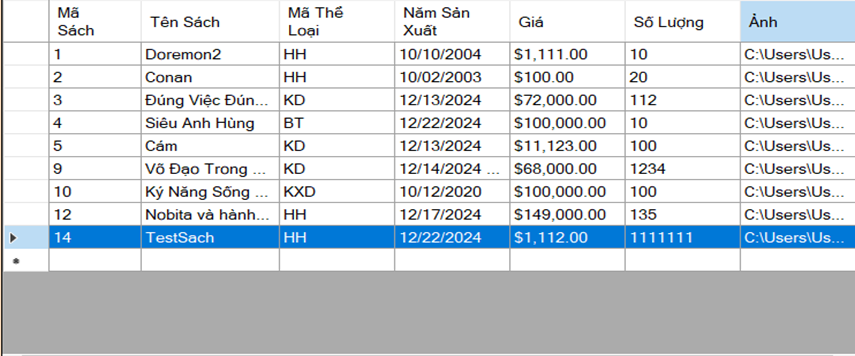 Mã Sách Tên Sách Mã Thể Loại Năm Sản Xuất Giá Số Lượng Ảnh
1 Doremon2 HH 10/10/2004 $1,111.00 10 C:\Users\Us...
2 Conan HH 10/02/2003 $100.00 20 C:\Users\Us...
3 Đúng Việc Đún... KD 12/13/2024 $72,000.00 112 C:\Users\Us...
4 Siêu Anh Hùng BT 12/22/2024 $100,000.00 10 C:\Users\Us...
5 Cám KD 12/13/2024 $11,123.00 100 C:\Users\Us...
9 Võ Đạo Trong ... KD 12/14/2024 ... $68,000.00 1234 C:\Users\Us...
10 Ký Năng Sống ... KXD 10/12/2020 $100,000.00 100 C:\Users\Us...
12 Nobita và hành... HH 12/17/2024 $149,000.00 135 C:\Users\Us...
14 TestSach HH 12/22/2024 $1,112.00 1111111 C:\Users\Us...